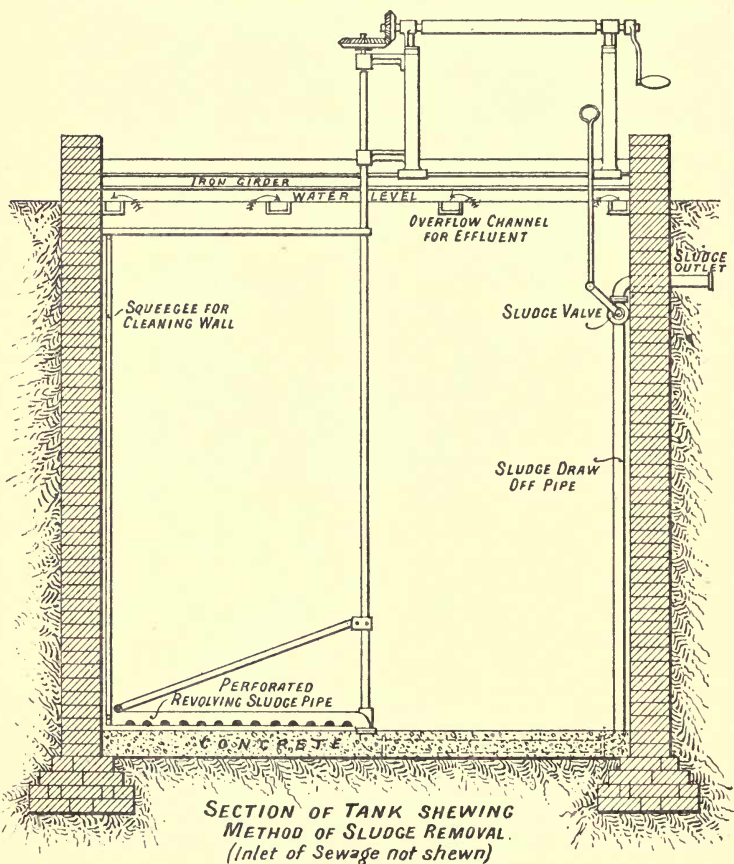 IRON GIRDER
WATER LEVEL
OVERFLOW CHANNEL
FOR EFFLUENT
SLUDGE
OUTLET
SQUEEGEE FOR
CLEANING WALL
SLUDGE VALVE
SLUDGE DRAW
OFF PIPE
PERFORATED
REVOLVING SLUDGE PIPE
CONCRETE
SECTION OF TANK SHEWING
METHOD OF SLUDGE REMOVAL.
(Inlet of Sewage not shewn)